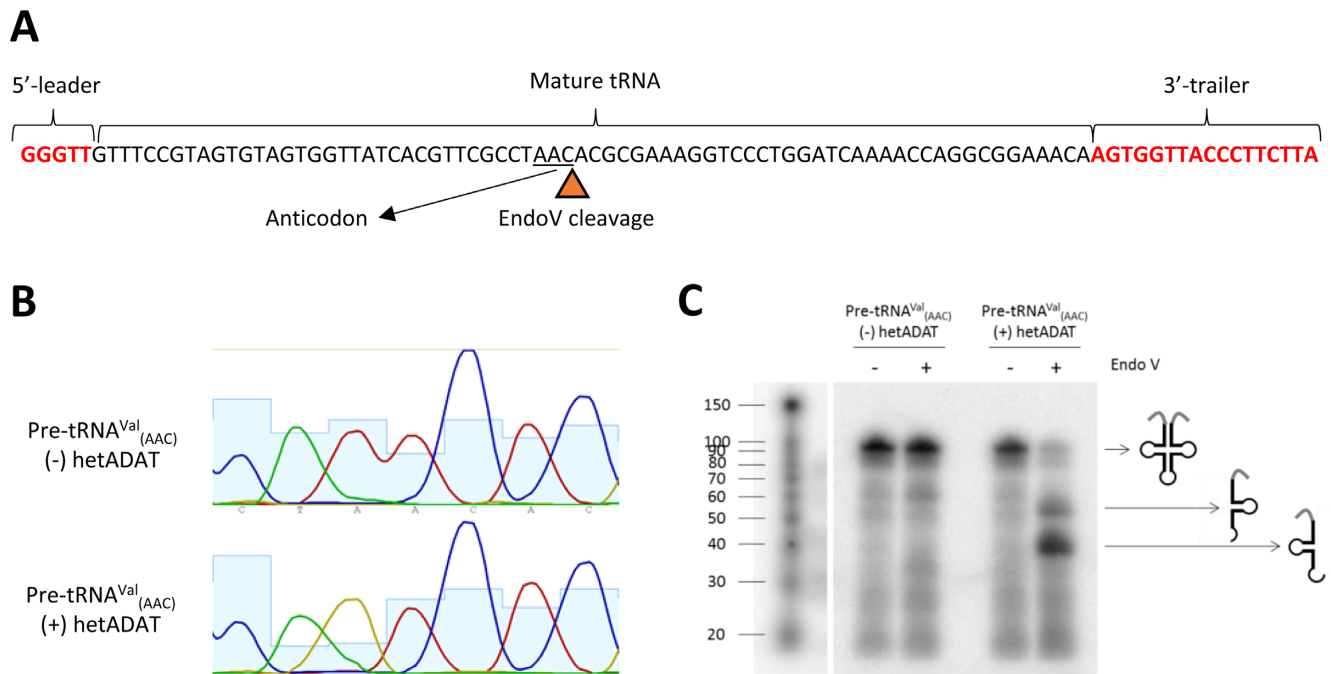 A
5'-leader
Mature tRNA
3'-trailer
GGGTTGTTTCCGTAGTGTAGTGGTTATCACGTTCGCCTAACACGCGAAAGGTCCCTGGATCAAAACCAGGCGGAAACAAGTGGTTACCCTTCTTA
Anticodon
EndoV cleavage
B
Pre-tRNAVal(AAC)
(-) hetADAT
C T A A C A C
Pre-tRNAVal(AAC)
(+) hetADAT
C
Pre-tRNAVal(AAC)
(-) hetADAT
Pre-tRNAVal(AAC)
(+) hetADAT
- + - + Endo V
150
100
90
80
70
60
50
40
30
20